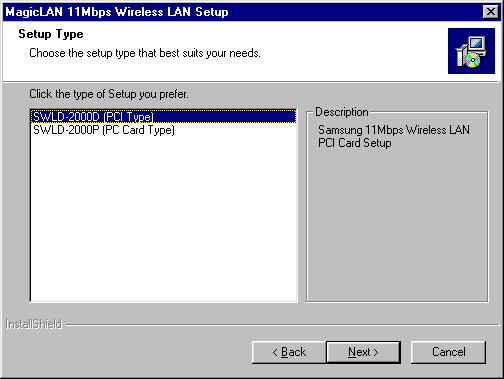 MagicLAN 11Mbps Wireless LAN Setup
Setup Type
Choose the setup type that best suits your needs.
Click the type of Setup you prefer.
SWLD-2000D (PCI Type)
SWLD-2000P (PC Card Type)
Description
Samsung 11Mbps Wireless LAN
PCI Card Setup
InstallShield
< Back
Next >
Cancel